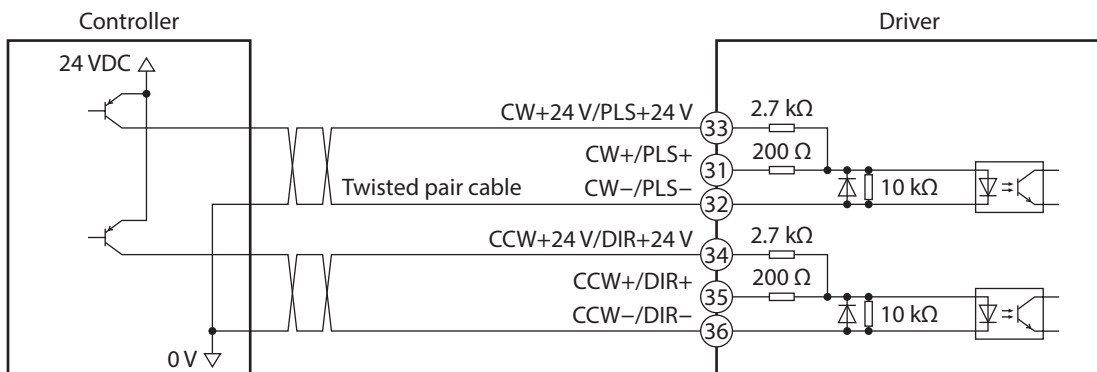 Controller
Driver
24 VDC
CW+24 V/PLS+24 V
33
2.7 kΩ
CW+/PLS+
31
200 Ω
Twisted pair cable
CW−/PLS−
32
10 kΩ
CCW+24 V/DIR+24 V
34
2.7 kΩ
CCW+/DIR+
35
200 Ω
CCW−/DIR−
36
10 kΩ
0 V